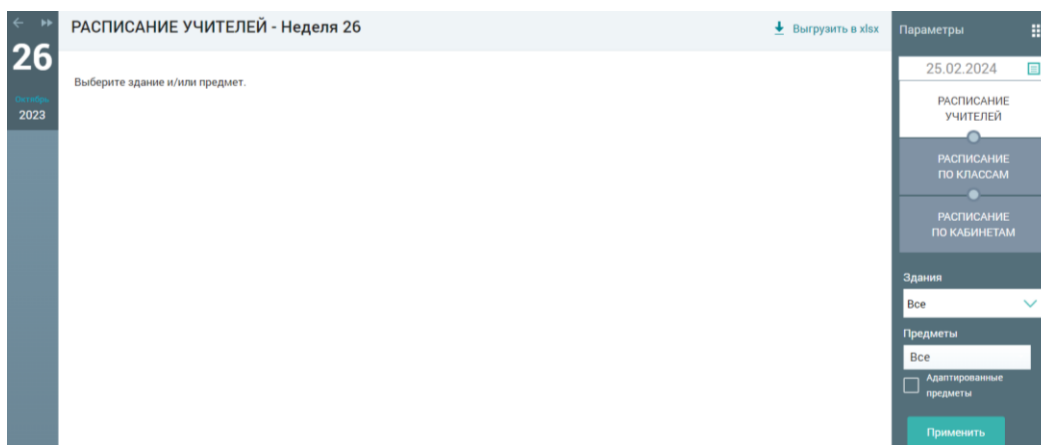 26
Октябрь
2023
РАСПИСАНИЕ УЧИТЕЛЕЙ - Неделя 26
Выгрузить в xlsx
Выберите здание и/или предмет.
Параметры
25.02.2024
РАСПИСАНИЕ
УЧИТЕЛЕЙ
РАСПИСАНИЕ
ПО КЛАССАМ
РАСПИСАНИЕ
ПО КАБИНЕТАМ
Здания
Все
Предметы
Все
Адаптированные
предметы
Применить